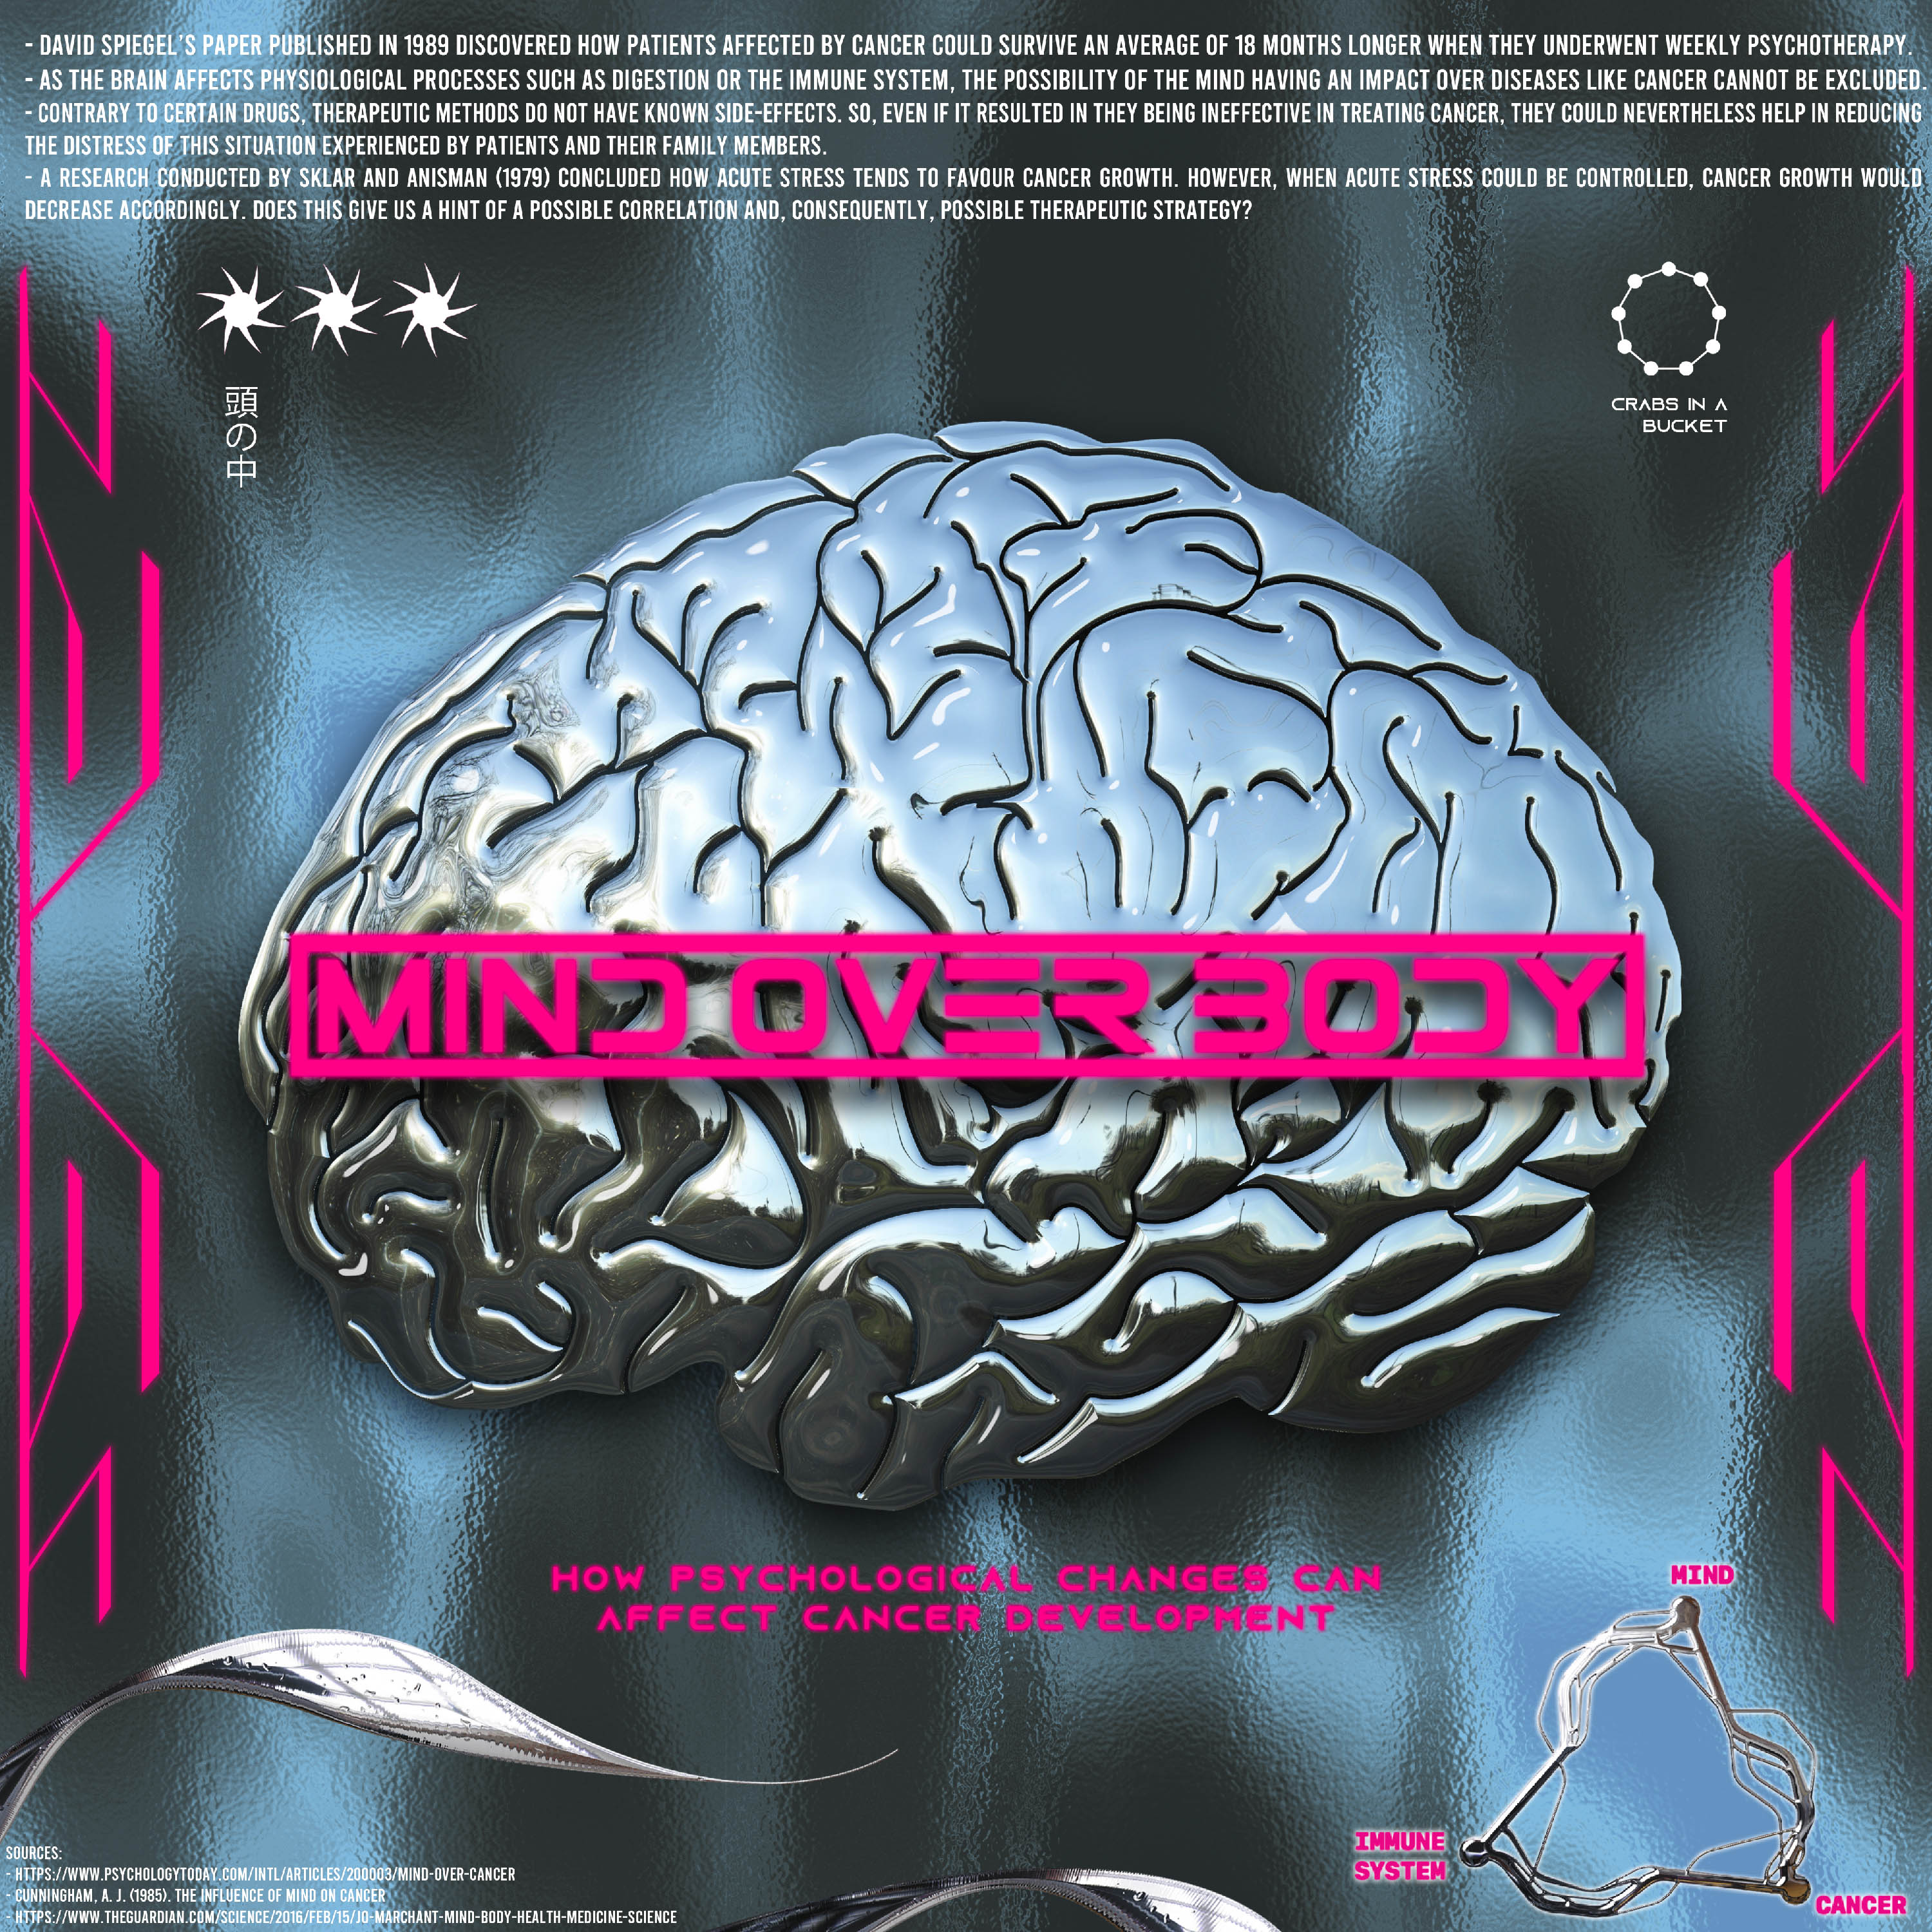 - DAVID SPIEGEL'S PAPER PUBLISHED IN 1989 DISCOVERED HOW PATIENTS AFFECTED BY CANCER COULD SURVIVE AN AVERAGE OF 18 MONTHS LONGER WHEN THEY UNDERWENT WEEKLY PSYCHOTHERAPY.
- AS THE BRAIN AFFECTS PHYSIOLOGICAL PROCESSES SUCH AS DIGESTION OR THE IMMUNE SYSTEM, THE POSSIBILITY OF THE MIND HAVING AN IMPACT OVER DISEASES LIKE CANCER CANNOT BE EXCLUDED.
- CONTRARY TO CERTAIN DRUGS, THERAPEUTIC METHODS DO NOT HAVE KNOWN SIDE-EFFECTS. SO, EVEN IF IT RESULTED IN THEY BEING INEFFECTIVE IN TREATING CANCER, THEY COULD NEVERTHELESS HELP IN REDUCING
THE DISTRESS OF THIS SITUATION EXPERIENCED BY PATIENTS AND THEIR FAMILY MEMBERS.
- A RESEARCH CONDUCTED BY SKLAR AND ANISMAN (1979) CONCLUDED HOW ACUTE STRESS TENDS TO FAVOUR CANCER GROWTH. HOWEVER, WHEN ACUTE STRESS COULD BE CONTROLLED, CANCER GROWTH WOULD
DECREASE ACCORDINGLY. DOES THIS GIVE US A HINT OF A POSSIBLE CORRELATION AND, CONSEQUENTLY, POSSIBLE THERAPEUTIC STRATEGY?
頭の中
CRABS IN A
BUCKET
MIND OVER BODY
HOW PSYCHOLOGICAL CHANGES CAN
AFFECT CANCER DEVELOPMENT
MIND
IMMUNE
SYSTEM
CANCER
SOURCES:
- HTTPS://WWW.PSYCHOLOGYTODAY.COM/INTL/ARTICLES/200003/MIND-OVER-CANCER
- CUNNINGHAM, A. J. (1985). THE INFLUENCE OF MIND ON CANCER
- HTTPS://WWW.THEGUARDIAN.COM/SCIENCE/2016/FEB/15/JO-MARCHANT-MIND-BODY-HEALTH-MEDICINE-SCIENCE